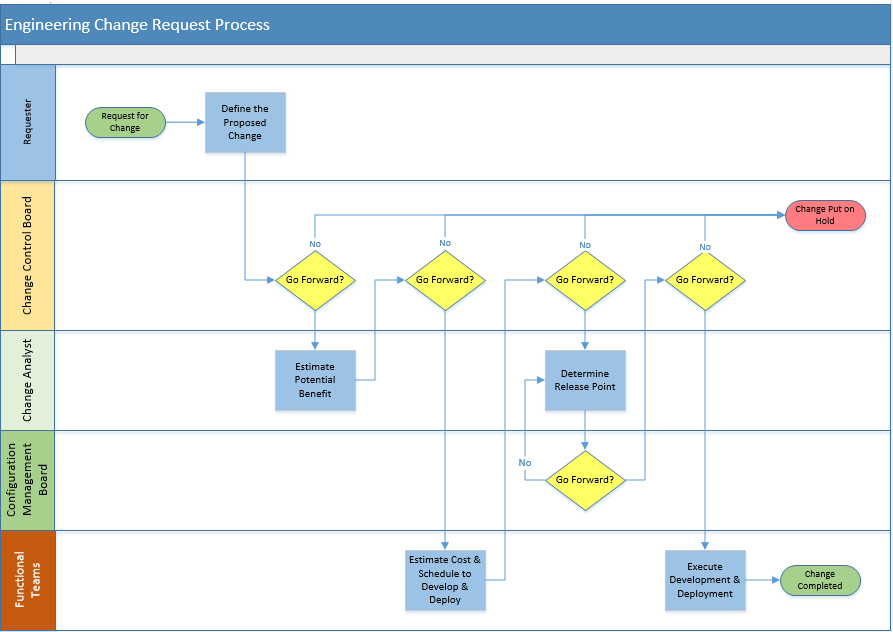 Engineering Change Request Process
Requester
Request for
Change
Define the
Proposed
Change
Change Control Board
Change Put on
Hold
No
No
No
No
Go Forward?
Go Forward?
Go Forward?
Go Forward?
Change Analyst
Estimate
Potential
Benefit
Determine
Release Point
Configuration
Management
Board
No
Go Forward?
Functional
Teams
Estimate Cost &
Schedule to
Develop &
Deploy
Execute
Development &
Deployment
Change
Completed